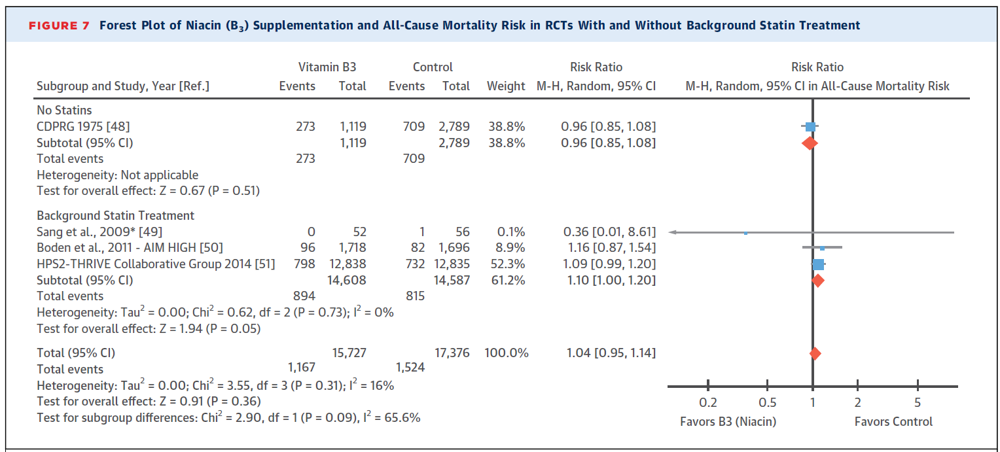 FIGURE 7 Forest Plot of Niacin (B3) Supplementation and All-Cause Mortality Risk in RCTs With and Without Background Statin Treatment
Vitamin B3 Control Risk Ratio Risk Ratio
Subgroup and Study, Year [Ref.] Events Total Events Total Weight M-H, Random, 95% CI M-H, Random, 95% CI in All-Cause Mortality Risk
No Statins
CDPRG 1975 [48] 273 1,119 709 2,789 38.8% 0.96 [0.85, 1.08]
Subtotal (95% CI) 1,119 2,789 38.8% 0.96 [0.85, 1.08]
Total events 273 709
Heterogeneity: Not applicable
Test for overall effect: Z = 0.67 (P = 0.51)
Background Statin Treatment
Sang et al., 2009* [49] 0 52 1 56 0.1% 0.36 [0.01, 8.61]
Boden et al., 2011 - AIM HIGH [50] 96 1,718 82 1,696 8.9% 1.16 [0.87, 1.54]
HPS2-THRIVE Collaborative Group 2014 [51] 798 12,838 732 12,835 52.3% 1.09 [0.99, 1.20]
Subtotal (95% CI) 14,608 14,587 61.2% 1.10 [1.00, 1.20]
Total events 894 815
Heterogeneity: Tau² = 0.00; Chi² = 0.62, df = 2 (P = 0.73); I² = 0%
Test for overall effect: Z = 1.94 (P = 0.05)
Total (95% CI) 15,727 17,376 100.0% 1.04 [0.95, 1.14]
Total events 1,167 1,524
Heterogeneity: Tau² = 0.00; Chi² = 3.55, df = 3 (P = 0.31); I² = 16%
Test for overall effect: Z = 0.91 (P = 0.36)
Test for subgroup differences: Chi² = 2.90, df = 1 (P = 0.09), I² = 65.6%
0.2 0.5 1 2 5
Favors B3 (Niacin) Favors Control